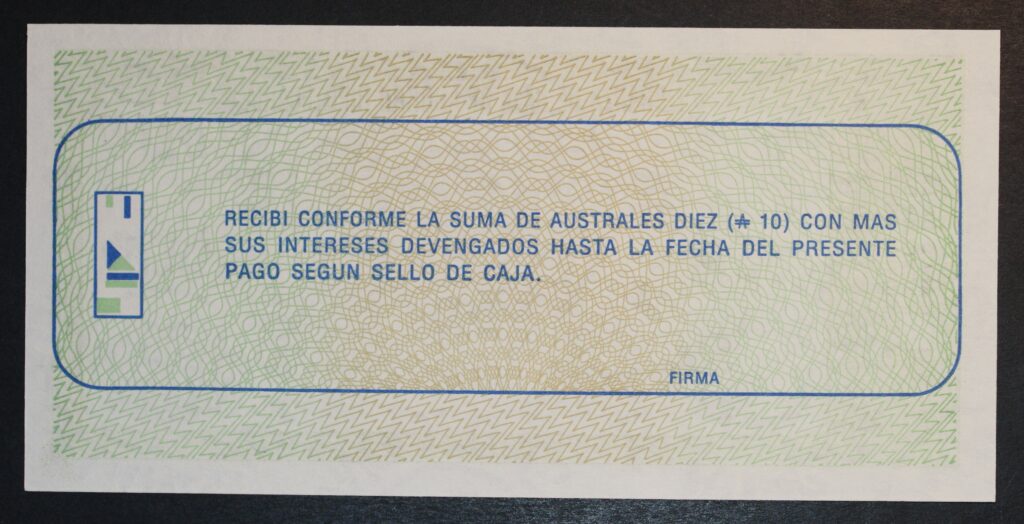 RECIBI CONFORME LA SUMA DE AUSTRALES DIEZ (₳ 10) CON MAS
SUS INTERESES DEVENGADOS HASTA LA FECHA DEL PRESENTE
PAGO SEGUN SELLO DE CAJA.
FIRMA